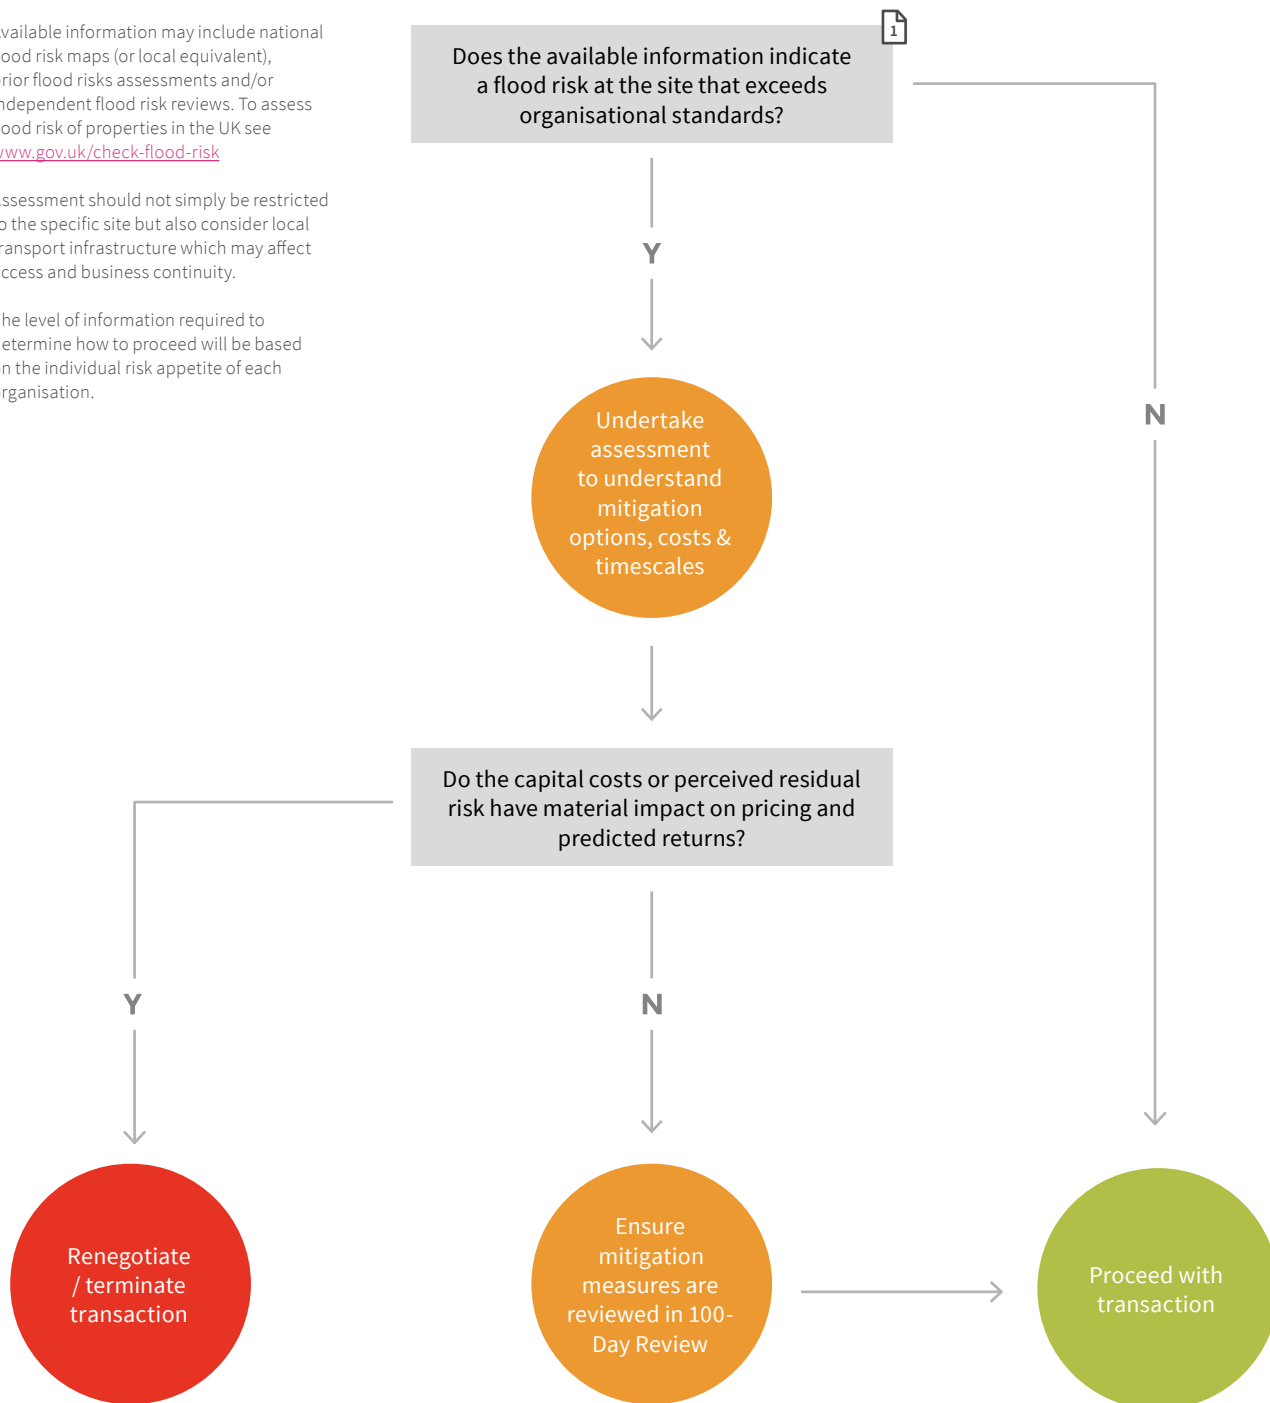 vailable information may include national
ood risk maps (or local equivalent),
rior flood risks assessments and/or
ndependent flood risk reviews. To assess
ood risk of properties in the UK see
www.gov.uk/check-flood-risk
ssessment should not simply be restricted
o the specific site but also consider local
ransport infrastructure which may affect
ccess and business continuity.
he level of information required to
etermine how to proceed will be based
n the individual risk appetite of each
rganisation.
1
Does the available information indicate
a flood risk at the site that exceeds
organisational standards?
Y
N
Undertake
assessment
to understand
mitigation
options, costs &
timescales
Do the capital costs or perceived residual
risk have material impact on pricing and
predicted returns?
Y
N
Renegotiate
/ terminate
transaction
Ensure
mitigation
measures are
reviewed in 100-
Day Review
Proceed with
transaction